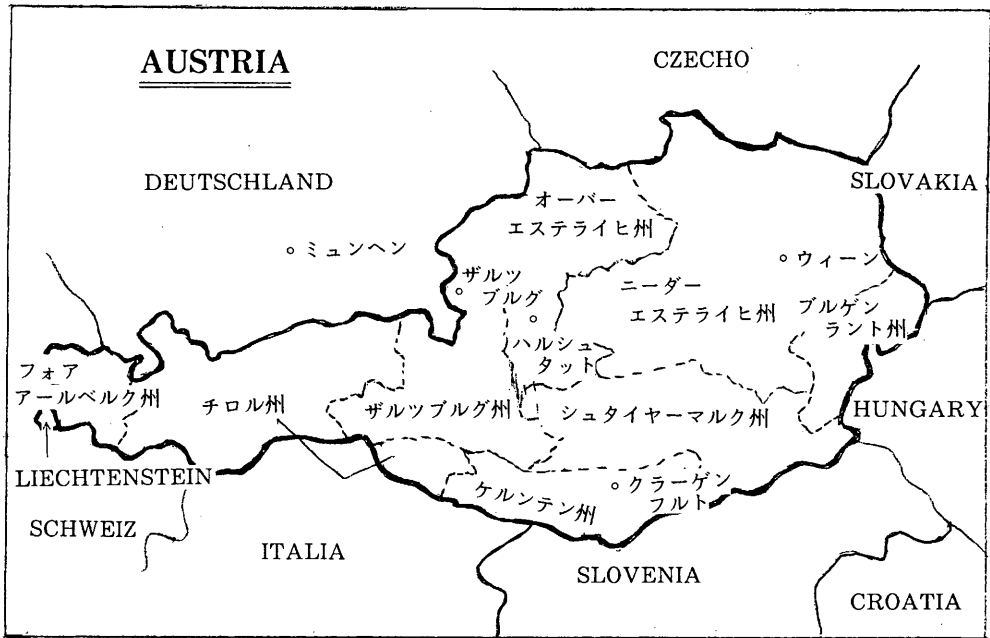 AUSTRIA
CZECHO
DEUTSCHLAND
SLOVAKIA
オーバー
エステライヒ州
ミュンヘン
ウィーン
ザルツ
ブルグ
ニーダー
エステライヒ州
ブルゲン
ラント州
ハルシュ
タット
フォア
アールベルク州
チロル州
ザルツブルグ州
シュタイヤーマルク州
HUNGARY
LIECHTENSTEIN
クラーゲン
フルト
ケルンテン州
SCHWEIZ
ITALIA
SLOVENIA
CROATIA